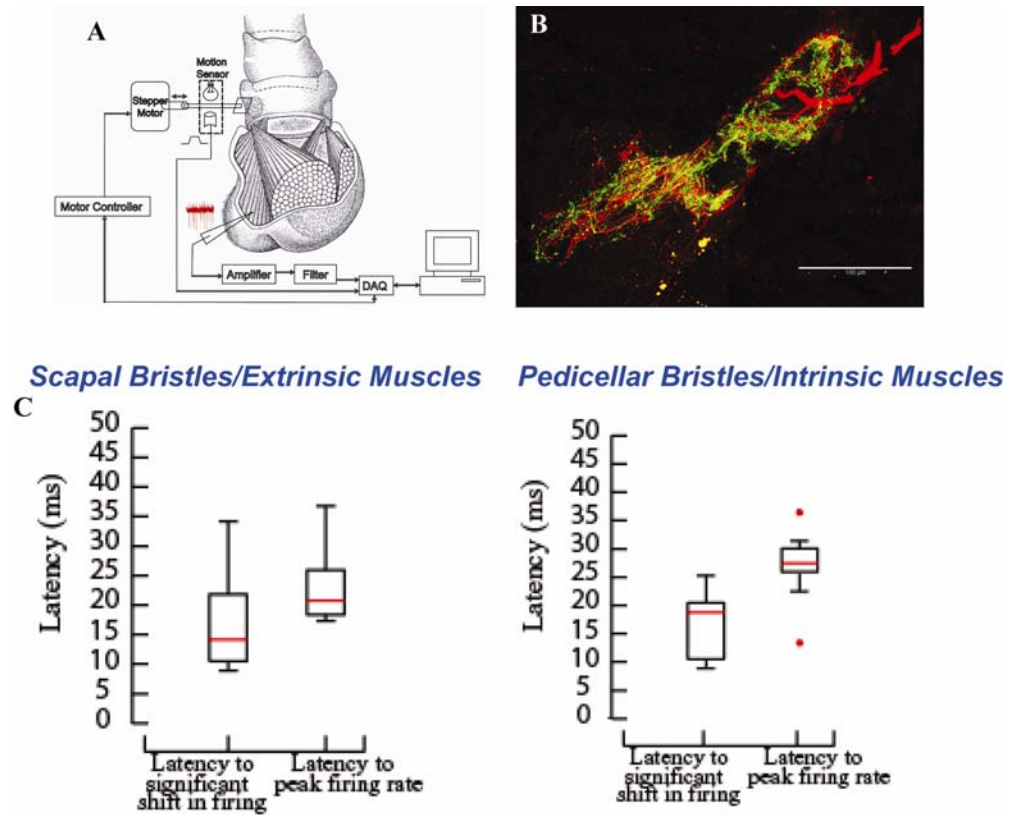 A
Motion
Sensor
Stepper
Motor
Motor Controller
Amplifier
Filter
DAQ
B
100 µm
Scapal Bristles/Extrinsic Muscles
Pedicellar Bristles/Intrinsic Muscles
C
50
45
40
35
30
25
20
15
10
5
0
Latency (ms)
Latency to
significant
shift in firing
Latency to
peak firing rate
50
45
40
35
30
25
20
15
10
5
0
Latency (ms)
Latency to
significant
shift in firing
Latency to
peak firing rate